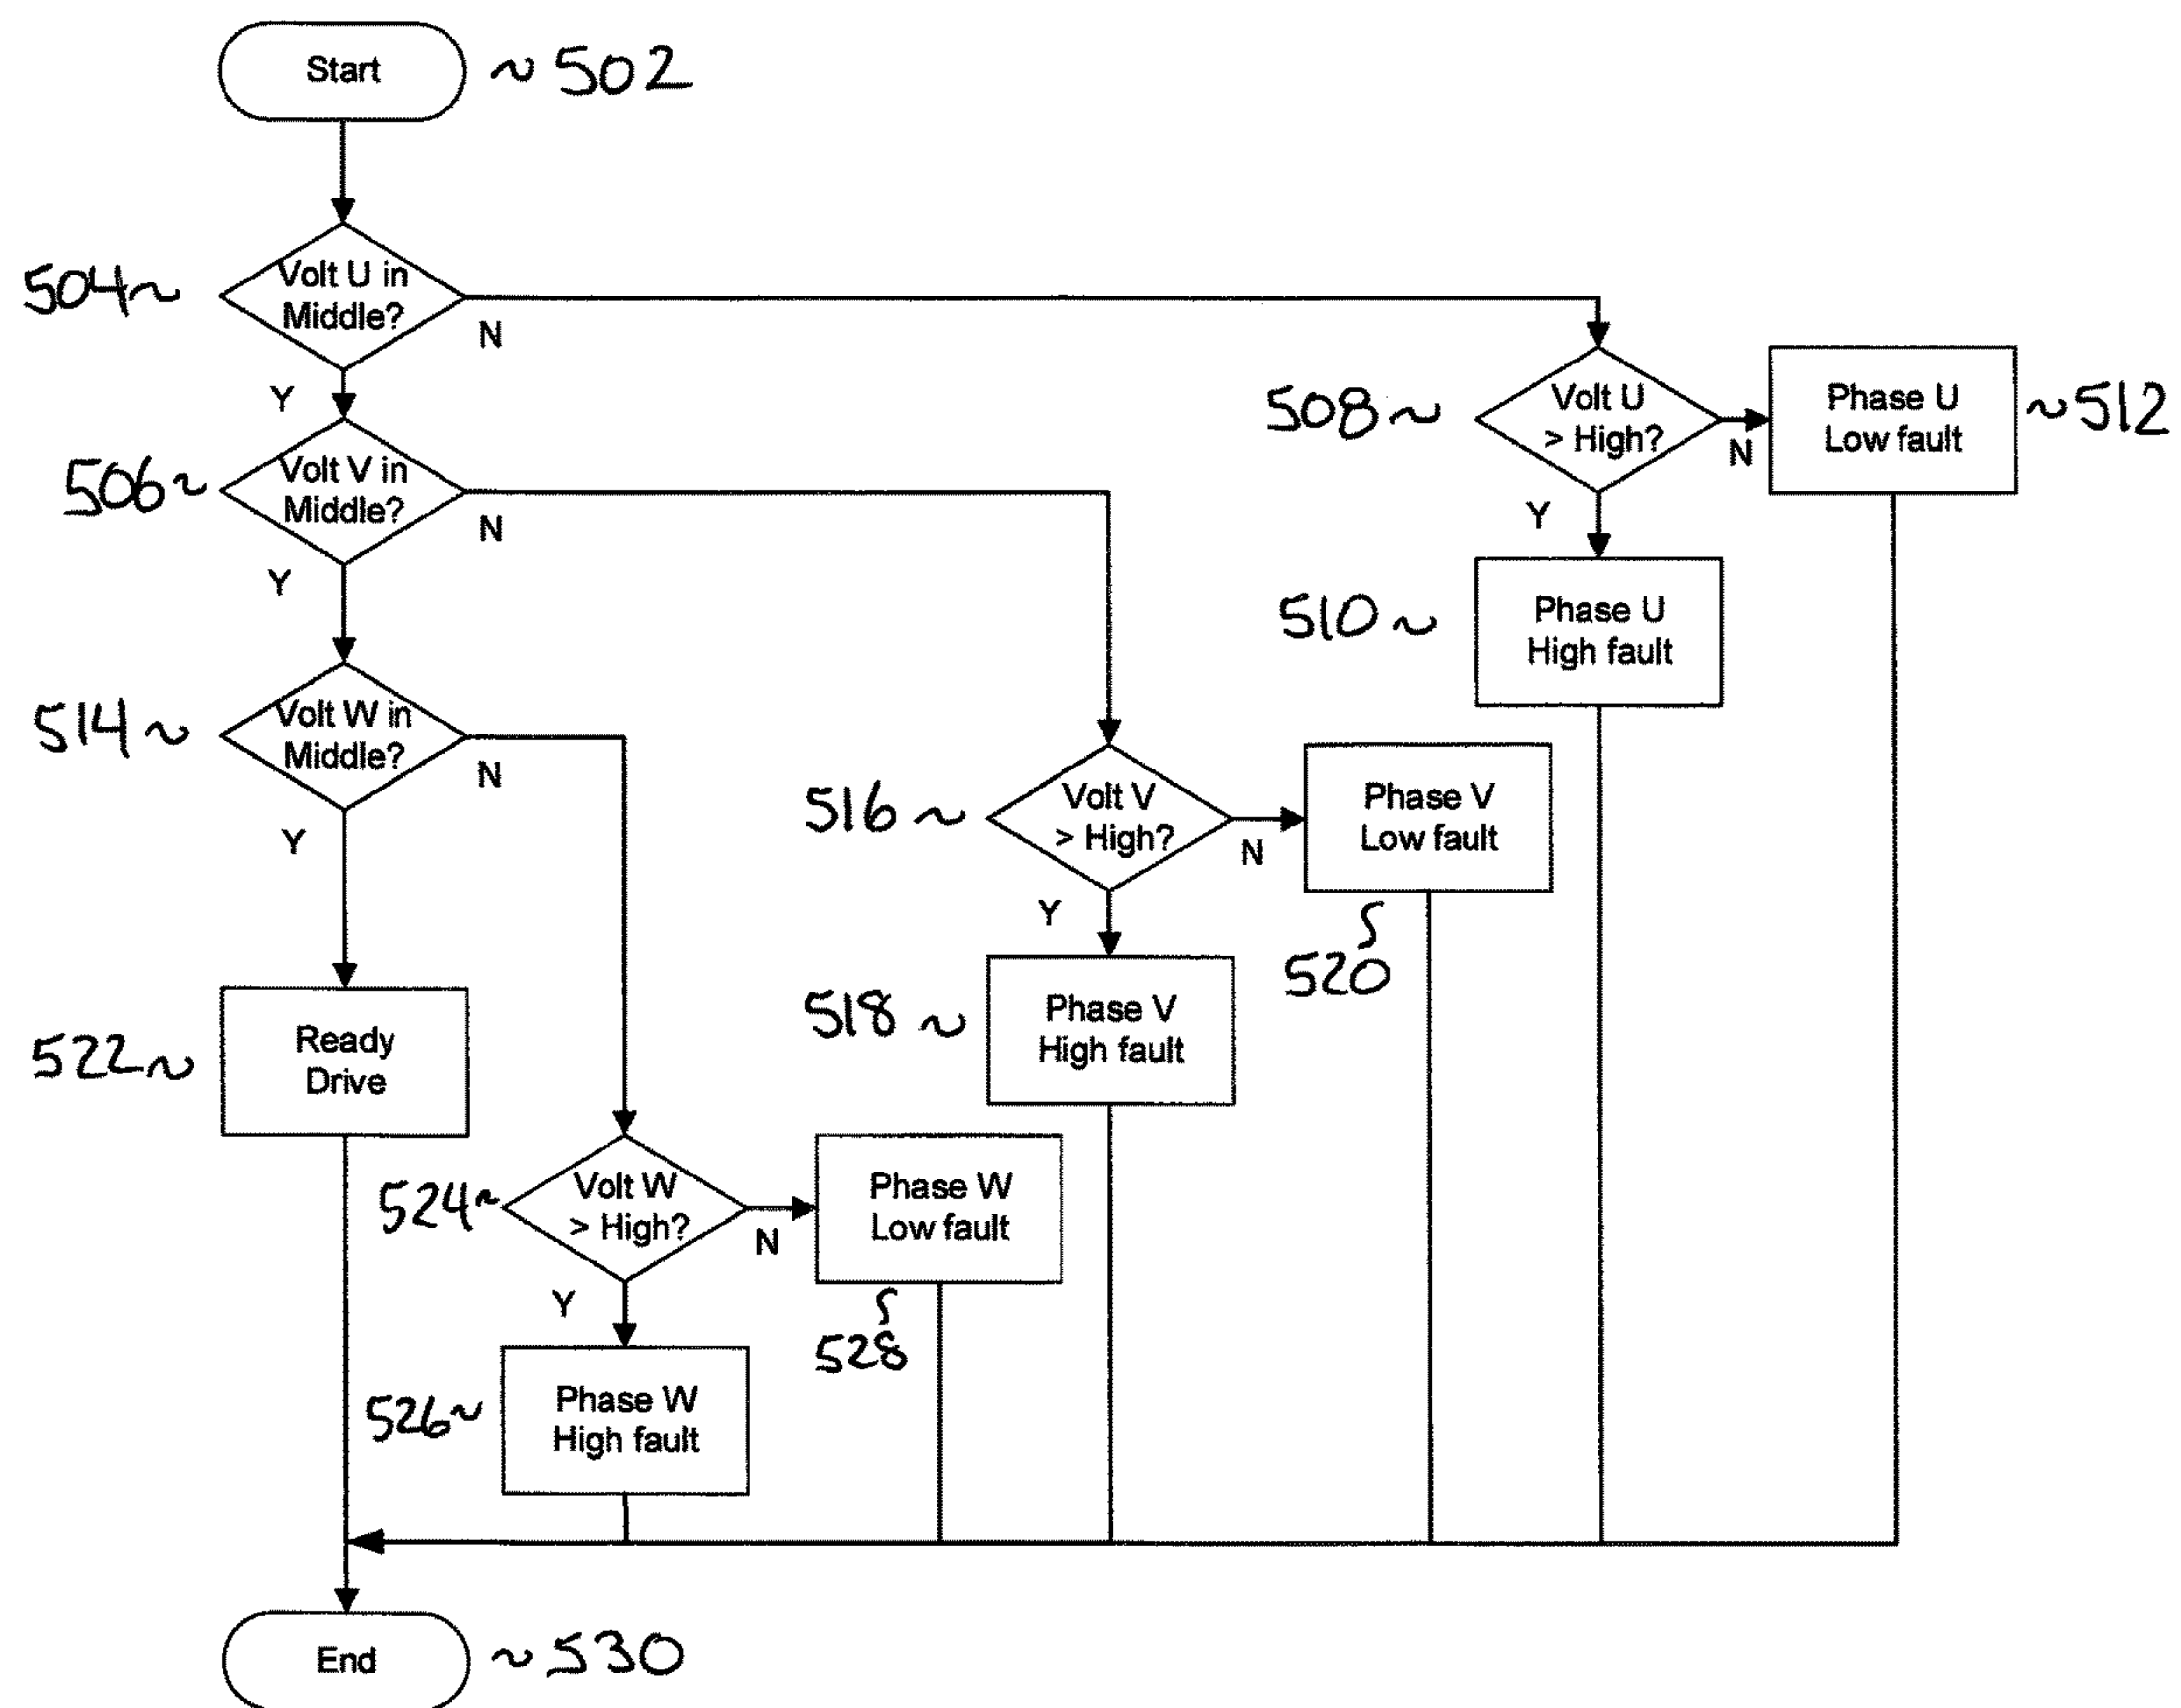 Start
~ 502
504~
Volt U in
Middle?
N
Y
508 ~
Volt U
> High?
N
Phase U
Low fault
~512
506~
Volt V in
Middle?
N
Y
Y
510 ~
Phase U
High fault
514 ~
Volt W in
Middle?
N
Y
516 ~
Volt V
> High?
N
Phase V
Low fault
520
Y
518 ~
Phase V
High fault
522~
Ready
Drive
524~
Volt W
> High?
N
Phase W
Low fault
528
Y
526~
Phase W
High fault
End
~ 530